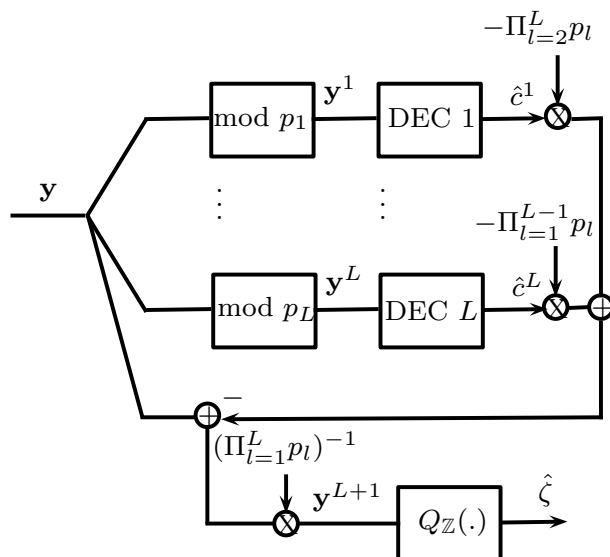 −Π_{l=2}^{L} p_l
y
mod p_1
y^1
DEC 1
ĉ^1
X
⋮
⋮
−Π_{l=1}^{L−1} p_l
mod p_L
y^L
DEC L
ĉ^L
X
+
+
−
(Π_{l=1}^{L} p_l)^{−1}
X
y^{L+1}
Q_ℤ(.)
ζ̂